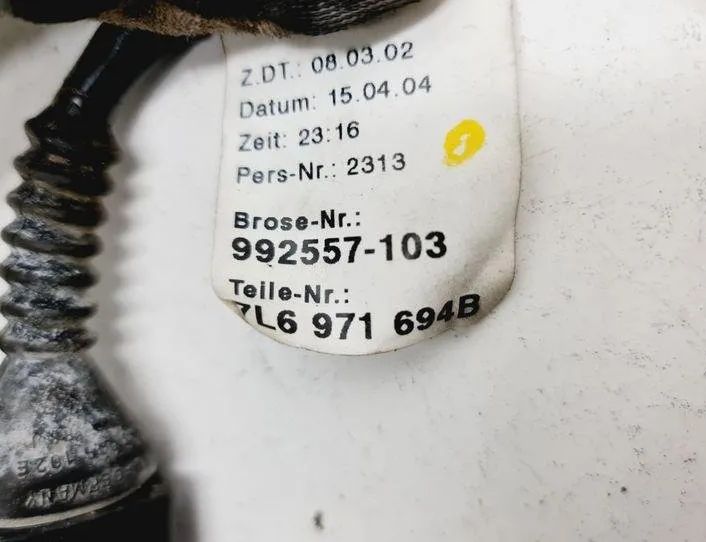 Z.DT.: 08.03.02
Datum: 15.04.04
Zeit: 23:16
Pers-Nr.: 2313
Brose-Nr.:
992557-103
Teile-Nr.:
7L6 971 694B
GERMANY